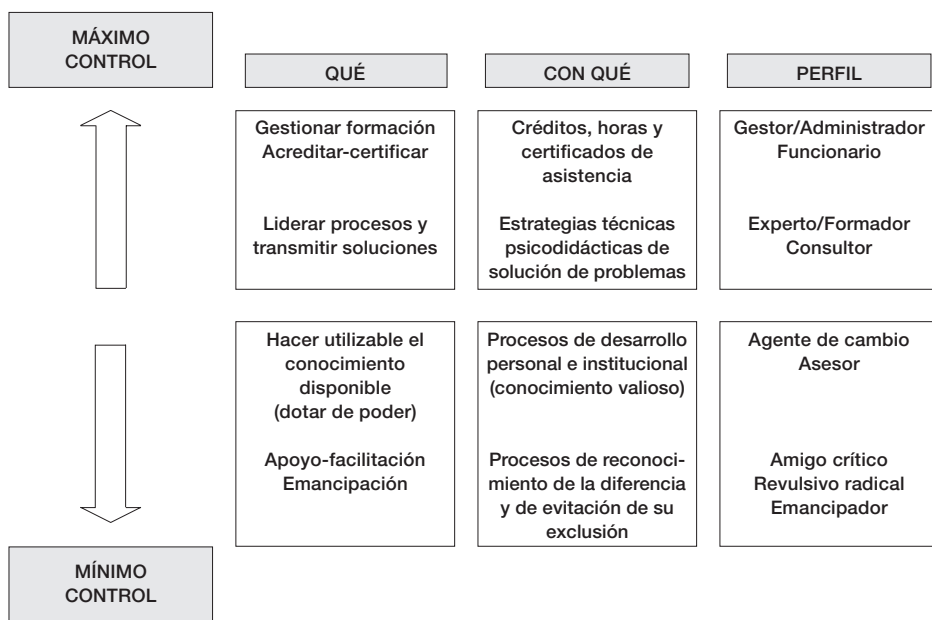 MÁXIMO
CONTROL
QUÉ
CON QUÉ
PERFIL
Gestionar formación
Acreditar-certificar
Liderar procesos y
transmitir soluciones
Créditos, horas y
certificados de
asistencia
Estrategias técnicas
psicodidácticas de
solución de problemas
Gestor/Administrador
Funcionario
Experto/Formador
Consultor
Hacer utilizable el
conocimiento
disponible
(dotar de poder)
Apoyo-facilitación
Emancipación
Procesos de desarrollo
personal e institucional
(conocimiento valioso)
Procesos de reconoci-
miento de la diferencia
y de evitación de su
exclusión
Agente de cambio
Asesor
Amigo crítico
Revulsivo radical
Emancipador
MÍNIMO
CONTROL